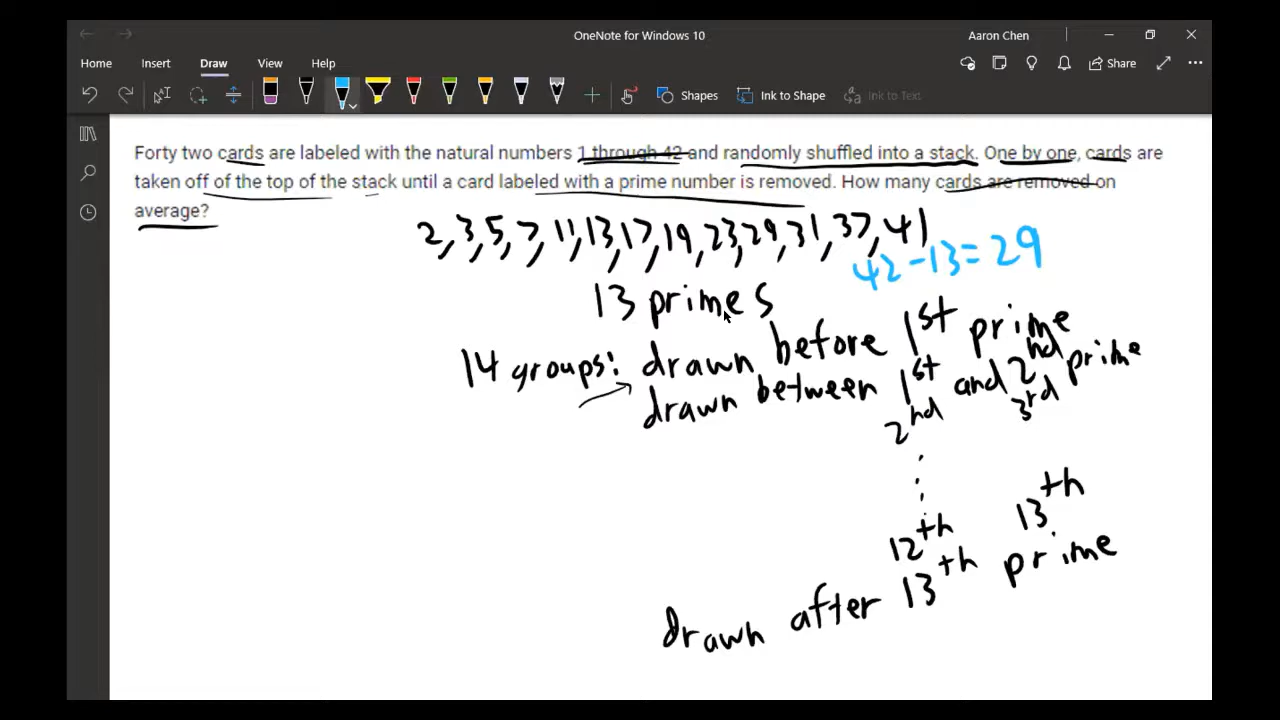 OneNote for Windows 10
Aaron Chen
Home Insert Draw View Help
Share
Shapes
Ink to Shape
Ink to Text
Forty two cards are labeled with the natural numbers 1 through 42 and randomly shuffled into a stack. One by one, cards are
taken off of the top of the stack until a card labeled with a prime number is removed. How many cards are removed on
average?
2, 3, 5, 7, 11, 13, 17, 19, 23, 29, 31, 37, 41
42 - 13 = 29
13 primes
14 groups: drawn before 1st prime
drawn between 1st and 2nd prime
2nd 3rd
⋮
12th 13th
drawn after 13th prime